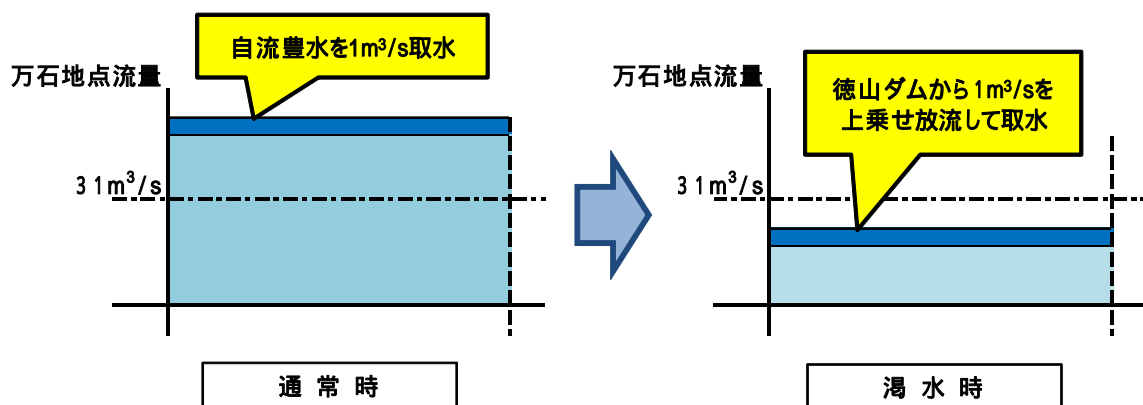 自流豊水を1m³/s取水
万石地点流量
31m³/s
通常時
万石地点流量
徳山ダムから1m³/sを
上乗せ放流して取水
31m³/s
渇水時